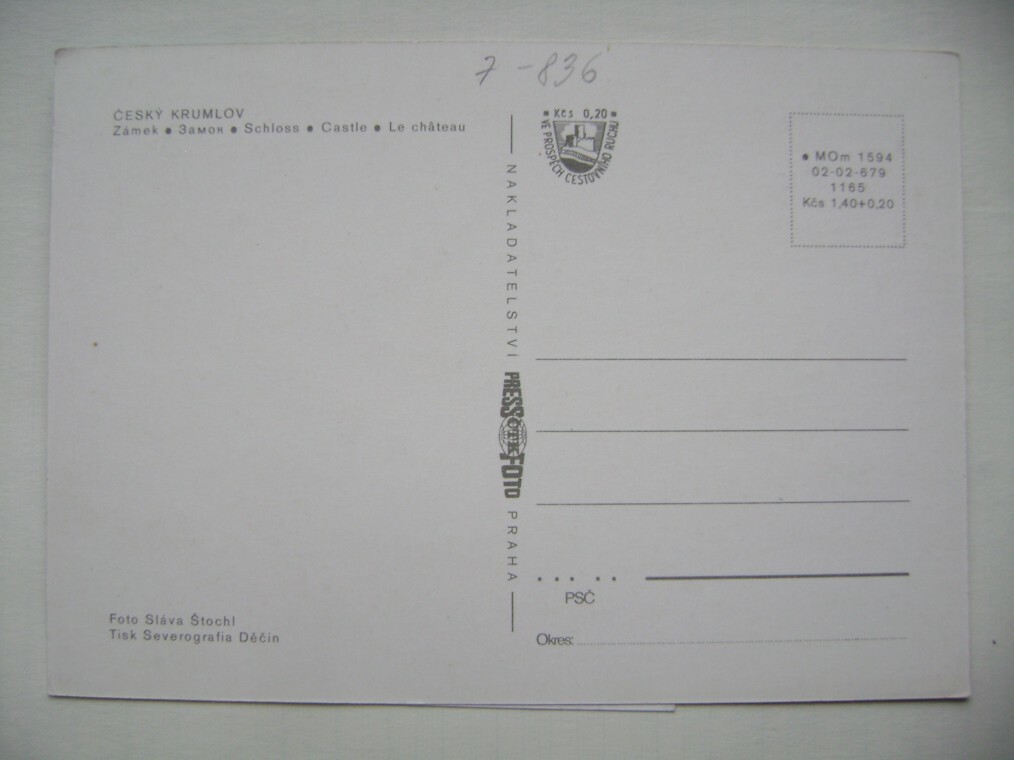 7-836
ČESKÝ KRUMLOV
Zámek ● Замок ● Schloss ● Castle ● Le château
Kčs 0,20
VE PROSPĚCH CESTOVNÍHO RUCHU
● MOm 1594
02-02-679
1165
Kčs 1,40+0,20
NAKLADATELSTVÍ PRESSFOTO ČTK PRAHA
PSČ
Okres:
Foto Sláva Štochl
Tisk Severografia Děčín